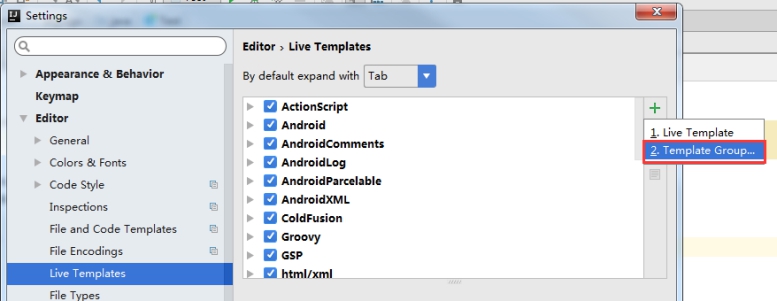 Settings
Editor › Live Templates
Appearance & Behavior
Keymap
Editor
General
Colors & Fonts
Code Style
Inspections
File and Code Templates
File Encodings
Live Templates
File Types
By default expand with Tab
ActionScript
Android
AndroidComments
AndroidLog
AndroidParcelable
AndroidXML
ColdFusion
Groovy
GSP
html/xml
1. Live Template
2. Template Group...